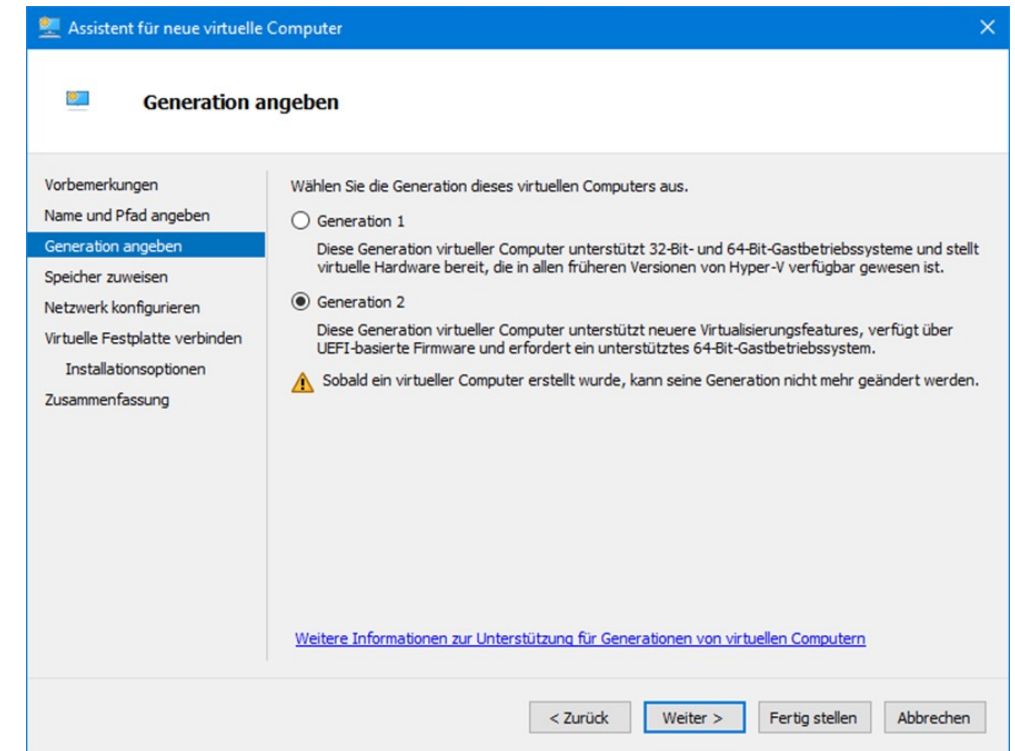 Assistent für neue virtuelle Computer
Generation angeben
Vorbemerkungen
Name und Pfad angeben
Generation angeben
Speicher zuweisen
Netzwerk konfigurieren
Virtuelle Festplatte verbinden
Installationsoptionen
Zusammenfassung
Wählen Sie die Generation dieses virtuellen Computers aus.
Generation 1
Diese Generation virtueller Computer unterstützt 32-Bit- und 64-Bit-Gastbetriebssysteme und stellt
virtuelle Hardware bereit, die in allen früheren Versionen von Hyper-V verfügbar gewesen ist.
Generation 2
Diese Generation virtueller Computer unterstützt neuere Virtualisierungsfeatures, verfügt über
UEFI-basierte Firmware und erfordert ein unterstütztes 64-Bit-Gastbetriebssystem.
Sobald ein virtueller Computer erstellt wurde, kann seine Generation nicht mehr geändert werden.
Weitere Informationen zur Unterstützung für Generationen von virtuellen Computern
< Zurück
Weiter >
Fertig stellen
Abbrechen